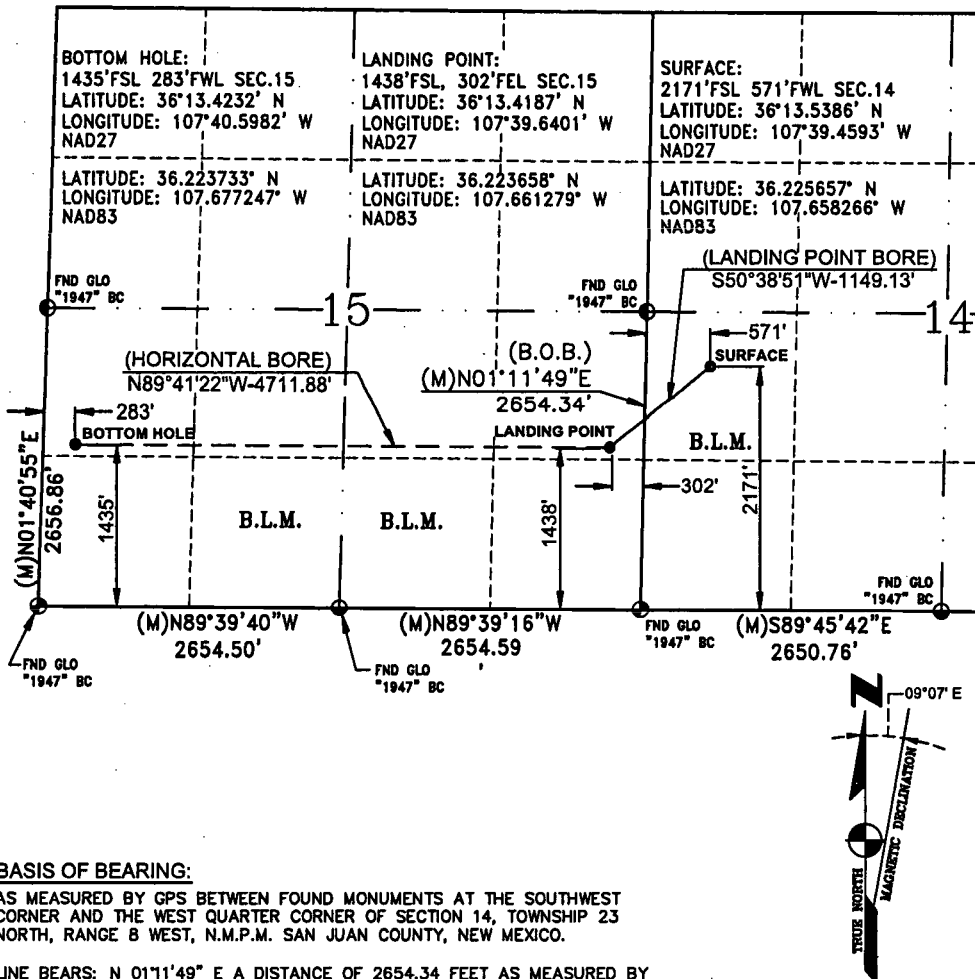 BOTTOM HOLE:
1435'FSL 283'FWL SEC.15
LATITUDE: 36°13.4232' N
LONGITUDE: 107°40.5982' W
NAD27
LATITUDE: 36.223733° N
LONGITUDE: 107.677247° W
NAD83
LANDING POINT:
1438'FSL, 302'FEL SEC.15
LATITUDE: 36°13.4187' N
LONGITUDE: 107°39.6401' W
NAD27
LATITUDE: 36.223658° N
LONGITUDE: 107.661279° W
NAD83
SURFACE:
2171'FSL 571'FWL SEC.14
LATITUDE: 36°13.5386' N
LONGITUDE: 107°39.4593' W
NAD27
LATITUDE: 36.225657° N
LONGITUDE: 107.658266° W
NAD83
(LANDING POINT BORE)
S50°38'51"W-1149.13'
FND GLO
"1947" BC
15
FND GLO
"1947" BC
14
571'
SURFACE
(HORIZONTAL BORE)
N89°41'22"W-4711.88'
(B.O.B.)
(M)N01°11'49"E
2654.34'
283'
BOTTOM HOLE
LANDING POINT
B.L.M.
302'
(M)N01°40'55"E
2656.86'
1435'
B.L.M.
B.L.M.
1438'
2171'
FND GLO
"1947" BC
(M)N89°39'40"W
2654.50'
(M)N89°39'16"W
2654.59
'
FND GLO
"1947" BC
(M)S89°45'42"E
2650.76'
FND GLO
"1947" BC
FND GLO
"1947" BC
N
09°07' E
TRUE NORTH
MAGNETIC DECLINATION
BASIS OF BEARING:
AS MEASURED BY GPS BETWEEN FOUND MONUMENTS AT THE SOUTHWEST
CORNER AND THE WEST QUARTER CORNER OF SECTION 14, TOWNSHIP 23
NORTH, RANGE 8 WEST, N.M.P.M. SAN JUAN COUNTY, NEW MEXICO.
LINE BEARS: N 01°11'49" E A DISTANCE OF 2654.34 FEET AS MEASURED BY